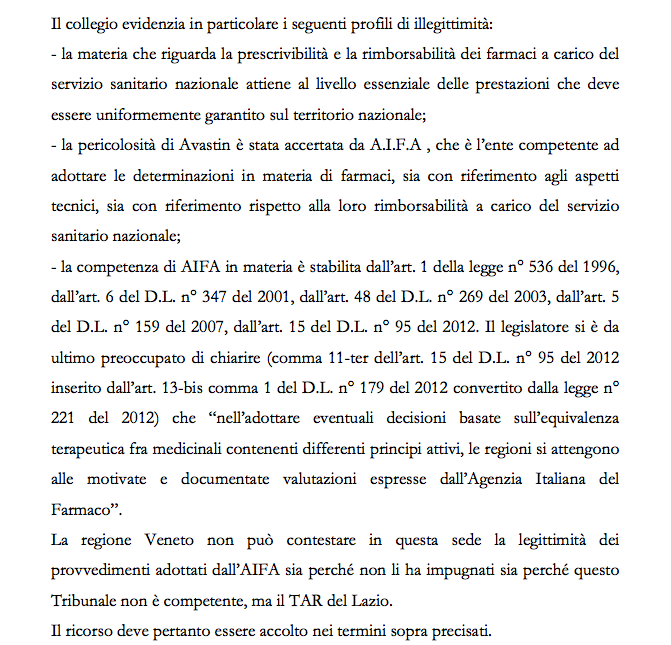 Il collegio evidenzia in particolare i seguenti profili di illegittimità:
- la materia che riguarda la prescrivibilità e la rimborsabilità dei farmaci a carico del
servizio sanitario nazionale attiene al livello essenziale delle prestazioni che deve
essere uniformemente garantito sul territorio nazionale;
- la pericolosità di Avastin è stata accertata da A.I.F.A , che è l’ente competente ad
adottare le determinazioni in materia di farmaci, sia con riferimento agli aspetti
tecnici, sia con riferimento rispetto alla loro rimborsabilità a carico del servizio
sanitario nazionale;
- la competenza di AIFA in materia è stabilita dall’art. 1 della legge n° 536 del 1996,
dall’art. 6 del D.L. n° 347 del 2001, dall’art. 48 del D.L. n° 269 del 2003, dall’art. 5
del D.L. n° 159 del 2007, dall’art. 15 del D.L. n° 95 del 2012. Il legislatore si è da
ultimo preoccupato di chiarire (comma 11-ter dell’art. 15 del D.L. n° 95 del 2012
inserito dall’art. 13-bis comma 1 del D.L. n° 179 del 2012 convertito dalla legge n°
221 del 2012) che “nell’adottare eventuali decisioni basate sull’equivalenza
terapeutica fra medicinali contenenti differenti principi attivi, le regioni si attengono
alle motivate e documentate valutazioni espresse dall’Agenzia Italiana del
Farmaco”.
La regione Veneto non può contestare in questa sede la legittimità dei
provvedimenti adottati dall’AIFA sia perché non li ha impugnati sia perché questo
Tribunale non è competente, ma il TAR del Lazio.
Il ricorso deve pertanto essere accolto nei termini sopra precisati.